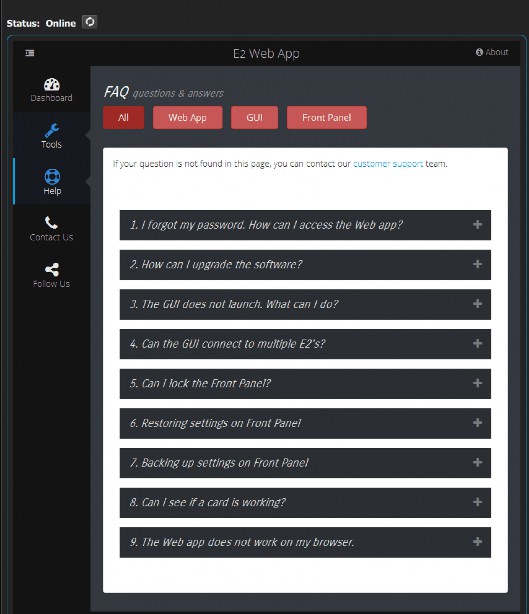 Status: Online
E2 Web App
About
Dashboard
Tools
Help
Contact Us
Follow Us
FAQ questions & answers
All
Web App
GUI
Front Panel
If your question is not found in this page, you can contact our customer support team.
1. I forgot my password. How can I access the Web app?
2. How can I upgrade the software?
3. The GUI does not launch. What can I do?
4. Can the GUI connect to multiple E2's?
5. Can I lock the Front Panel?
6. Restoring settings on Front Panel
7. Backing up settings on Front Panel
8. Can I see if a card is working?
9. The Web app does not work on my browser.